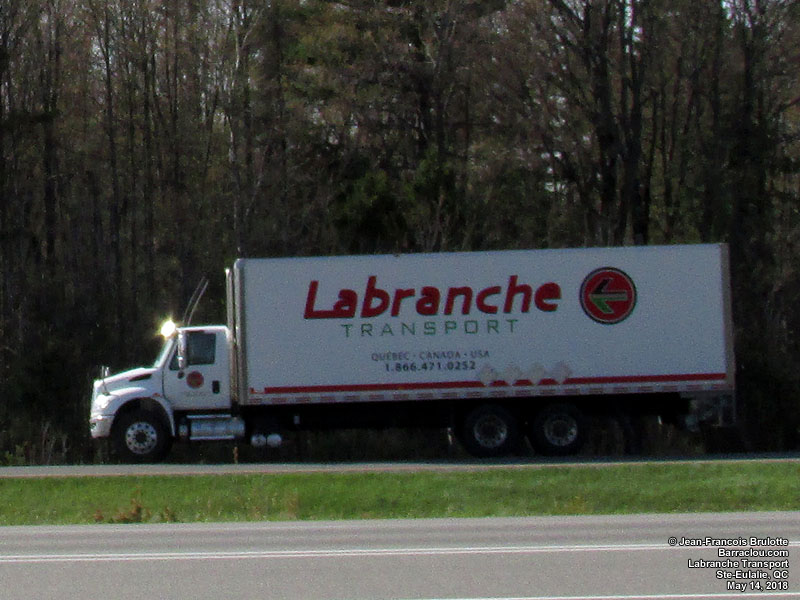 Labranche
TRANSPORT
QUÉBEC • CANADA • USA
1.866.471.0252
© Jean-Francois Brulotte
Barraclou.com
Labranche Transport
Ste-Eulalie, QC
May 14, 2018